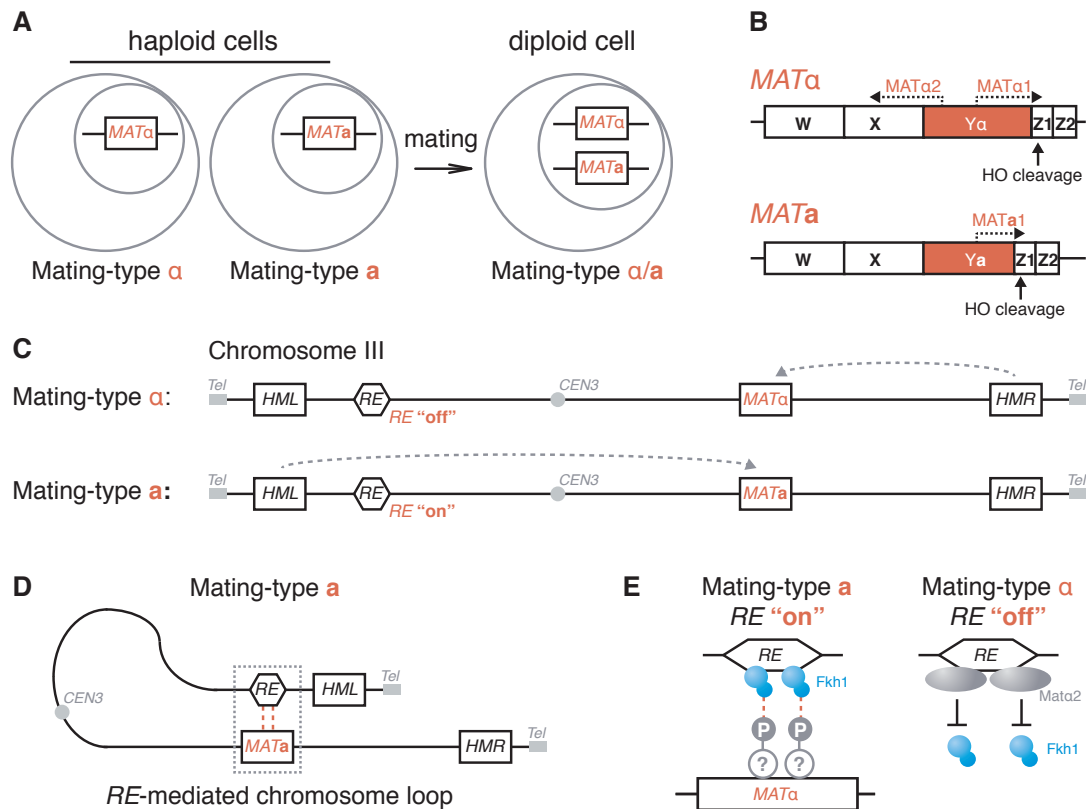 A
haploid cells
diploid cell
MATα
MATa
mating
MATα
MATa
Mating-type α
Mating-type a
Mating-type α/a
B
MATα
MATα2
MATα1
W
X
Yα
Z1
Z2
HO cleavage
MATa
MATa1
W
X
Ya
Z1
Z2
HO cleavage
C
Chromosome III
Mating-type α:
Tel
HML
RE
CEN3
MATα
HMR
Tel
RE “off”
Mating-type a:
Tel
HML
RE
CEN3
MATa
HMR
Tel
RE “on”
D
Mating-type a
RE
HML
Tel
CEN3
MATa
HMR
Tel
RE-mediated chromosome loop
E
Mating-type a
RE “on”
RE
Fkh1
P
P
?
?
MATα
Mating-type α
RE “off”
RE
Matα2
Fkh1